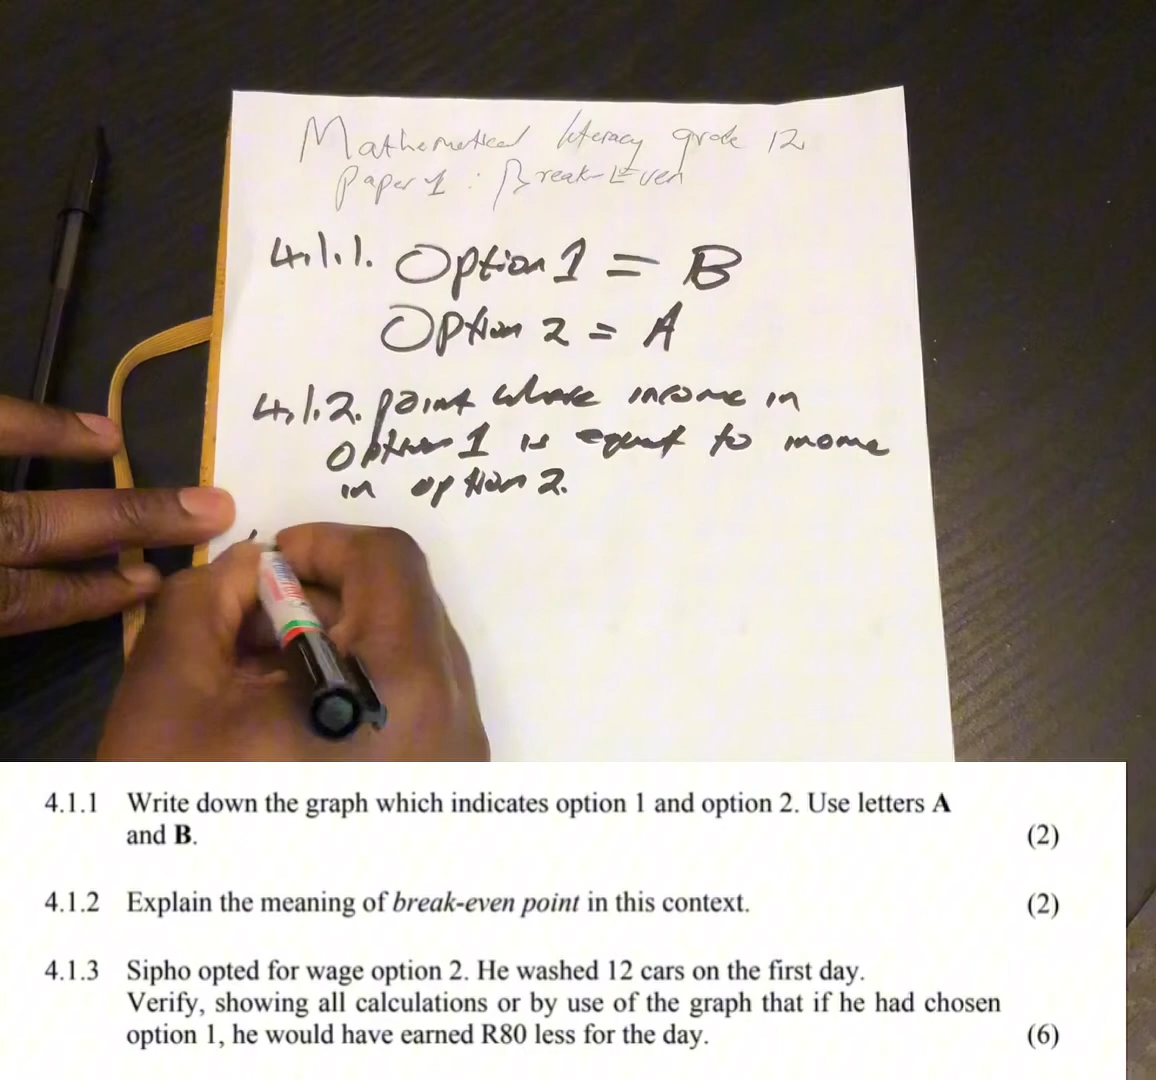 Mathematical literacy grade 12
Paper 1 : Break-Even
4.1.1. Option 1 = B
Option 2 = A
4.1.2. point where income in
option 1 is equal to income
in option 2.
4.1.1 Write down the graph which indicates option 1 and option 2. Use letters A
and B. (2)
4.1.2 Explain the meaning of break-even point in this context. (2)
4.1.3 Sipho opted for wage option 2. He washed 12 cars on the first day.
Verify, showing all calculations or by use of the graph that if he had chosen
option 1, he would have earned R80 less for the day. (6)